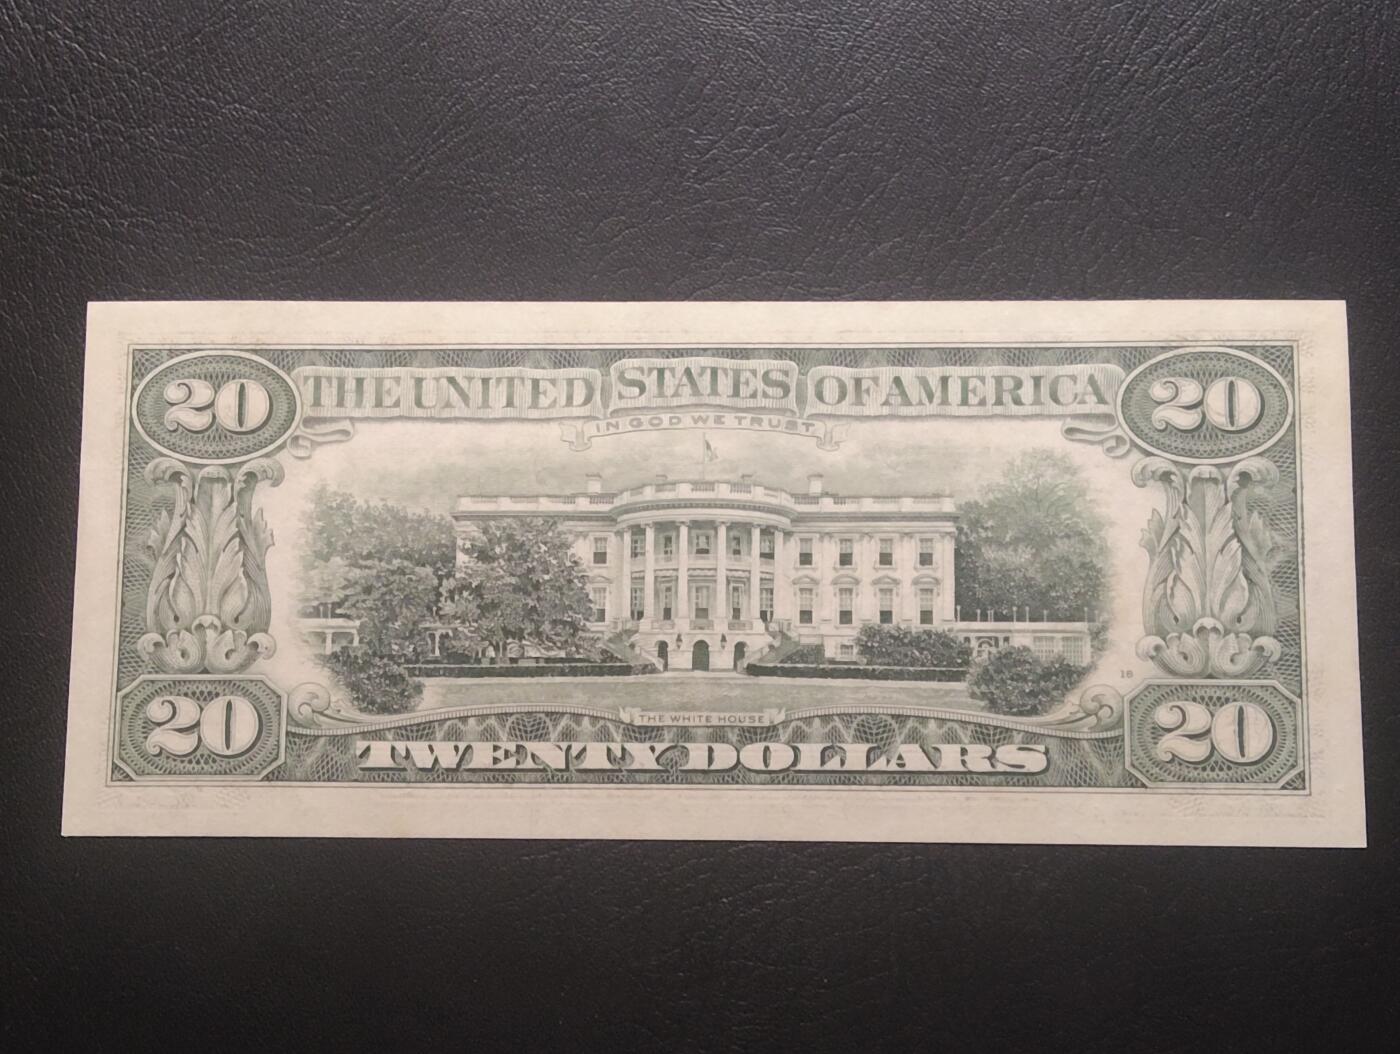 20 THE UNITED STATES OF AMERICA 20
IN GOD WE TRUST
18
THE WHITE HOUSE
20 TWENTY DOLLARS 20